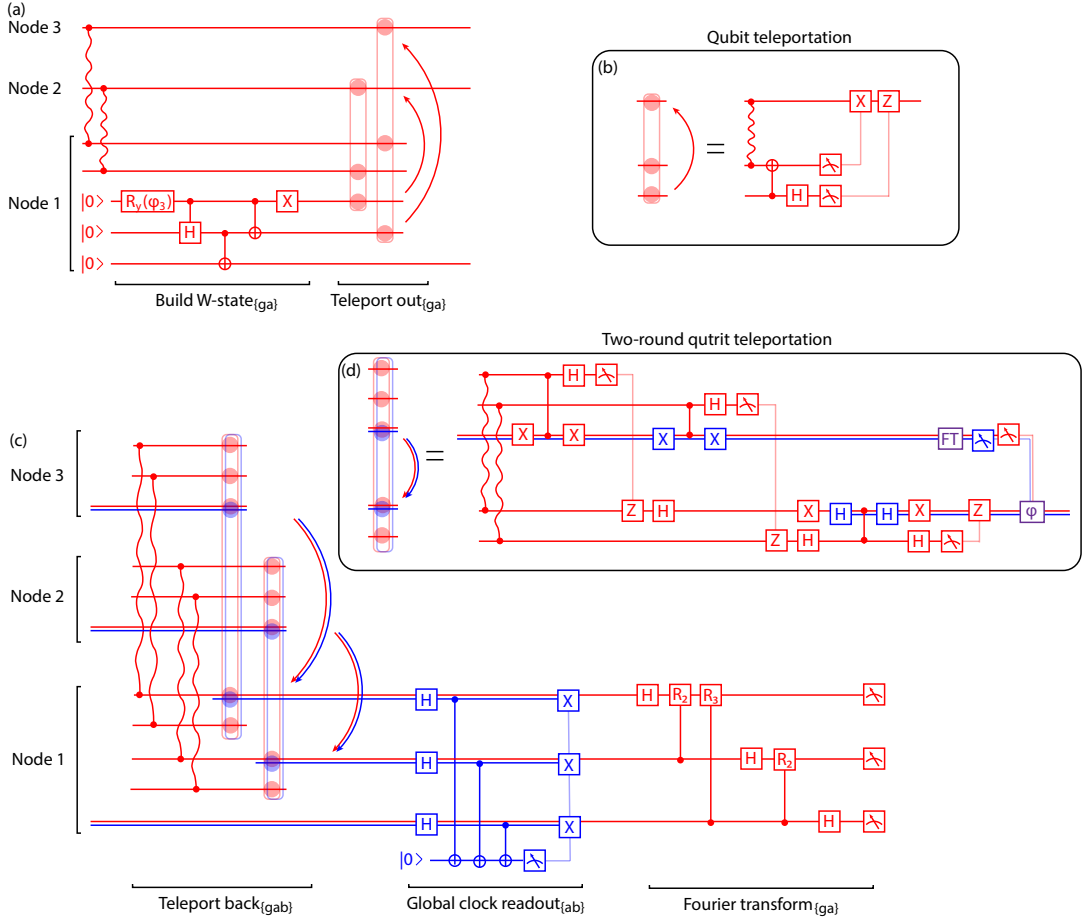 (a)
Node 3
Node 2
Node 1
|0>
R_y(φ_3)
X
|0>
H
|0>
Build W-state_{ga}
Teleport out_{ga}
Qubit teleportation
(b)
=
X
Z
H
Two-round qutrit teleportation
(d)
=
H
H
X
X
X
X
FT
Z
H
X
H
H
X
Z
φ
Z
H
H
(c)
Node 3
Node 2
Node 1
H
X
H
R_2
R_3
H
X
H
R_2
H
X
H
|0>
Teleport back_{gab}
Global clock readout_{ab}
Fourier transform_{ga}